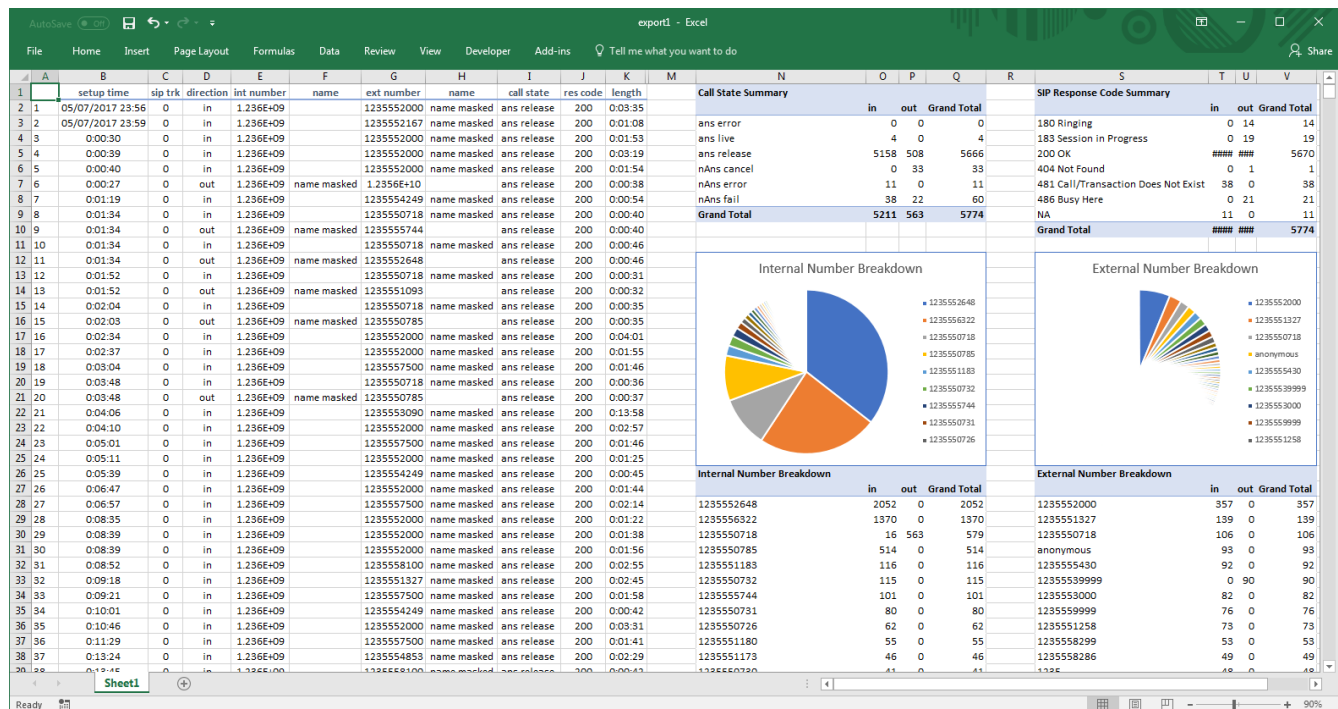 AutoSave Off export1 - Excel
File Home Insert Page Layout Formulas Data Review View Developer Add-ins Tell me what you want to do Share
A B C D E F G H I J K M N O P Q R S T U V
1 setup time sip trk direction int number name ext number name call state res code length Call State Summary SIP Response Code Summary
2 1 05/07/2017 23:56 0 in 1.236E+09 1235552000 name masked ans release 200 0:03:35 in out Grand Total in out Grand Total
3 2 05/07/2017 23:59 0 in 1.236E+09 1235552167 name masked ans release 200 0:01:08 ans error 0 0 0 180 Ringing 0 14 14
4 3 0:00:30 0 in 1.236E+09 1235552000 name masked ans release 200 0:01:53 ans live 4 0 4 183 Session in Progress 0 19 19
5 4 0:00:39 0 in 1.236E+09 1235552000 name masked ans release 200 0:03:19 ans release 5158 508 5666 200 OK #### ### 5670
6 5 0:00:40 0 in 1.236E+09 1235552000 name masked ans release 200 0:01:54 nAns cancel 0 33 33 404 Not Found 0 1 1
7 6 0:00:27 0 out 1.236E+09 name masked 1.2356E+10 ans release 200 0:00:38 nAns error 11 0 11 481 Call/Transaction Does Not Exist 38 0 38
8 7 0:01:19 0 in 1.236E+09 1235554249 name masked ans release 200 0:00:54 nAns fail 38 22 60 486 Busy Here 0 21 21
9 8 0:01:34 0 in 1.236E+09 1235550718 name masked ans release 200 0:00:40 Grand Total 5211 563 5774 NA 11 0 11
10 9 0:01:34 0 out 1.236E+09 name masked 1235555744 ans release 200 0:00:40 Grand Total #### ### 5774
11 10 0:01:34 0 in 1.236E+09 1235550718 name masked ans release 200 0:00:46
12 11 0:01:34 0 out 1.236E+09 name masked 1235552648 ans release 200 0:00:46
13 12 0:01:52 0 in 1.236E+09 1235550718 name masked ans release 200 0:00:31 Internal Number Breakdown External Number Breakdown
14 13 0:01:52 0 out 1.236E+09 name masked 1235551093 ans release 200 0:00:32
15 14 0:02:04 0 in 1.236E+09 1235550718 name masked ans release 200 0:00:35 1235552648 1235552000
16 15 0:02:03 0 out 1.236E+09 name masked 1235550785 ans release 200 0:00:35 1235556322 1235551327
17 16 0:02:34 0 in 1.236E+09 1235552000 name masked ans release 200 0:04:01 1235550718 1235550718
18 17 0:02:37 0 in 1.236E+09 1235552000 name masked ans release 200 0:01:55 1235550785 anonymous
19 18 0:03:04 0 in 1.236E+09 1235557500 name masked ans release 200 0:01:46 1235551183 1235555430
20 19 0:03:48 0 in 1.236E+09 1235550718 name masked ans release 200 0:00:36 1235550732 12355539999
21 20 0:03:48 0 out 1.236E+09 name masked 1235550785 ans release 200 0:00:37
22 21 0:04:06 0 in 1.236E+09 1235553090 name masked ans release 200 0:13:58 1235555744 1235553000
23 22 0:04:10 0 in 1.236E+09 1235552000 name masked ans release 200 0:02:57 1235550731 1235559999
24 23 0:05:01 0 in 1.236E+09 1235557500 name masked ans release 200 0:01:46 1235550726 1235551258
25 24 0:05:11 0 in 1.236E+09 1235552000 name masked ans release 200 0:01:25
26 25 0:05:39 0 in 1.236E+09 1235554249 name masked ans release 200 0:00:45 Internal Number Breakdown External Number Breakdown
27 26 0:06:47 0 in 1.236E+09 1235552000 name masked ans release 200 0:01:44 in out Grand Total in out Grand Total
28 27 0:06:57 0 in 1.236E+09 1235557500 name masked ans release 200 0:02:14 1235552648 2052 0 2052 1235552000 357 0 357
29 28 0:08:35 0 in 1.236E+09 1235552000 name masked ans release 200 0:01:22 1235556322 1370 0 1370 1235551327 139 0 139
30 29 0:08:39 0 in 1.236E+09 1235552000 name masked ans release 200 0:01:38 1235550718 16 563 579 1235550718 106 0 106
31 30 0:08:39 0 in 1.236E+09 1235552000 name masked ans release 200 0:01:56 1235550785 514 0 514 anonymous 93 0 93
32 31 0:08:52 0 in 1.236E+09 1235558100 name masked ans release 200 0:02:55 1235551183 116 0 116 1235555430 92 0 92
33 32 0:09:18 0 in 1.236E+09 1235551327 name masked ans release 200 0:02:45 1235550732 115 0 115 12355539999 0 90 90
34 33 0:09:21 0 in 1.236E+09 1235557500 name masked ans release 200 0:01:58 1235555744 101 0 101 1235553000 82 0 82
35 34 0:10:01 0 in 1.236E+09 1235554249 name masked ans release 200 0:00:42 1235550731 80 0 80 1235559999 76 0 76
36 35 0:10:46 0 in 1.236E+09 1235552000 name masked ans release 200 0:03:31 1235550726 62 0 62 1235551258 73 0 73
37 36 0:11:29 0 in 1.236E+09 1235557500 name masked ans release 200 0:01:41 1235551180 55 0 55 1235558299 53 0 53
38 37 0:13:24 0 in 1.236E+09 1235554853 name masked ans release 200 0:02:29 1235551173 46 0 46 1235558286 49 0 49
Sheet1
Ready 90%